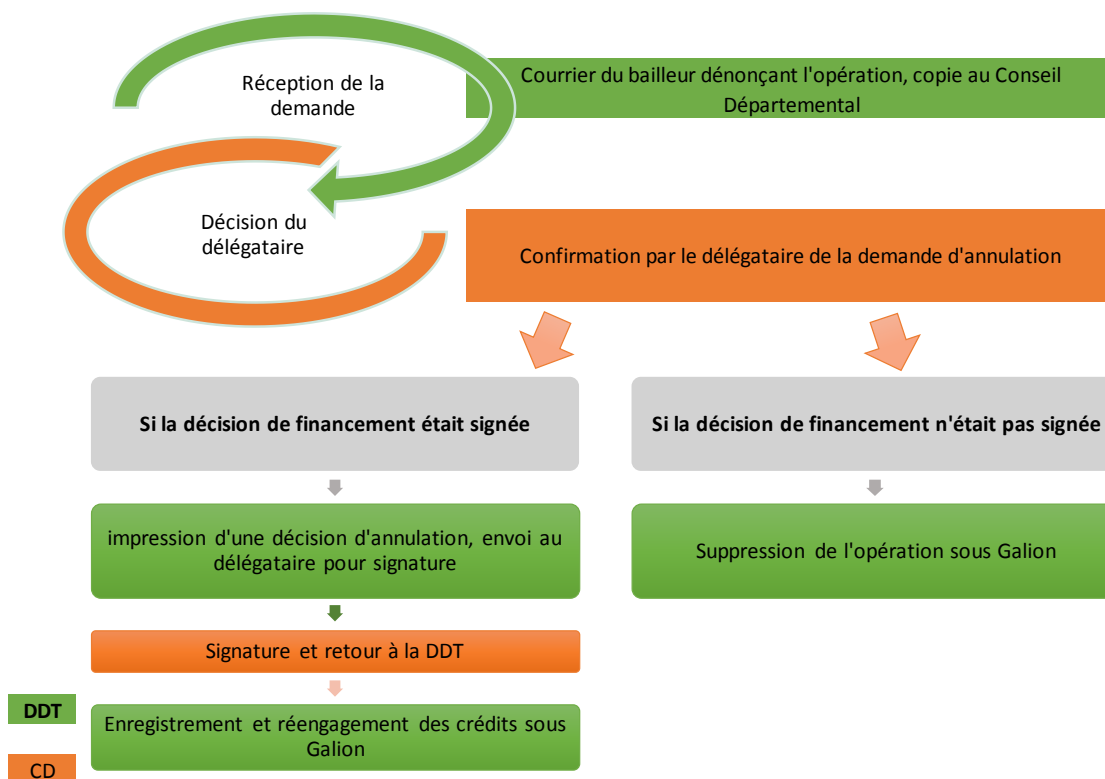 Réception de la
demande
Courrier du bailleur dénonçant l'opération, copie au Conseil
Départemental
Décision du
délégataire
Confirmation par le délégataire de la demande d'annulation
Si la décision de financement était signée
Si la décision de financement n'était pas signée
impression d'une décision d'annulation, envoi au
délégataire pour signature
Suppression de l'opération sous Galion
Signature et retour à la DDT
DDT
Enregistrement et réengagement des crédits sous
Galion
CD